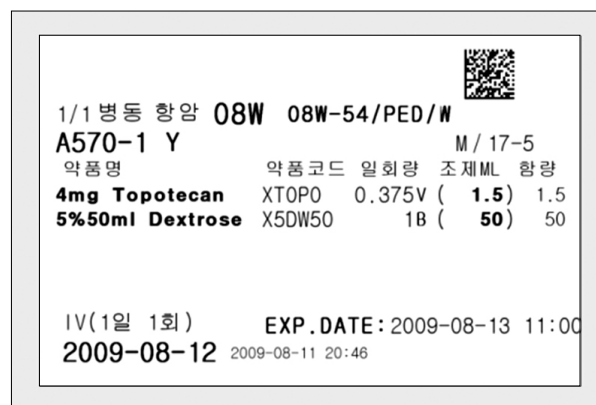 1/1 병동 항암 08W 08W-54/PED/W
A570-1 Y M/17-5
약품명 약품코드 일회량 조제ML 함량
4mg Topotecan XTOPO 0.375V ( 1.5) 1.5
5%50ml Dextrose X5DW50 1B ( 50) 50
IV(1일 1회) EXP.DATE:2009-08-13 11:00
2009-08-12 2009-08-11 20:46